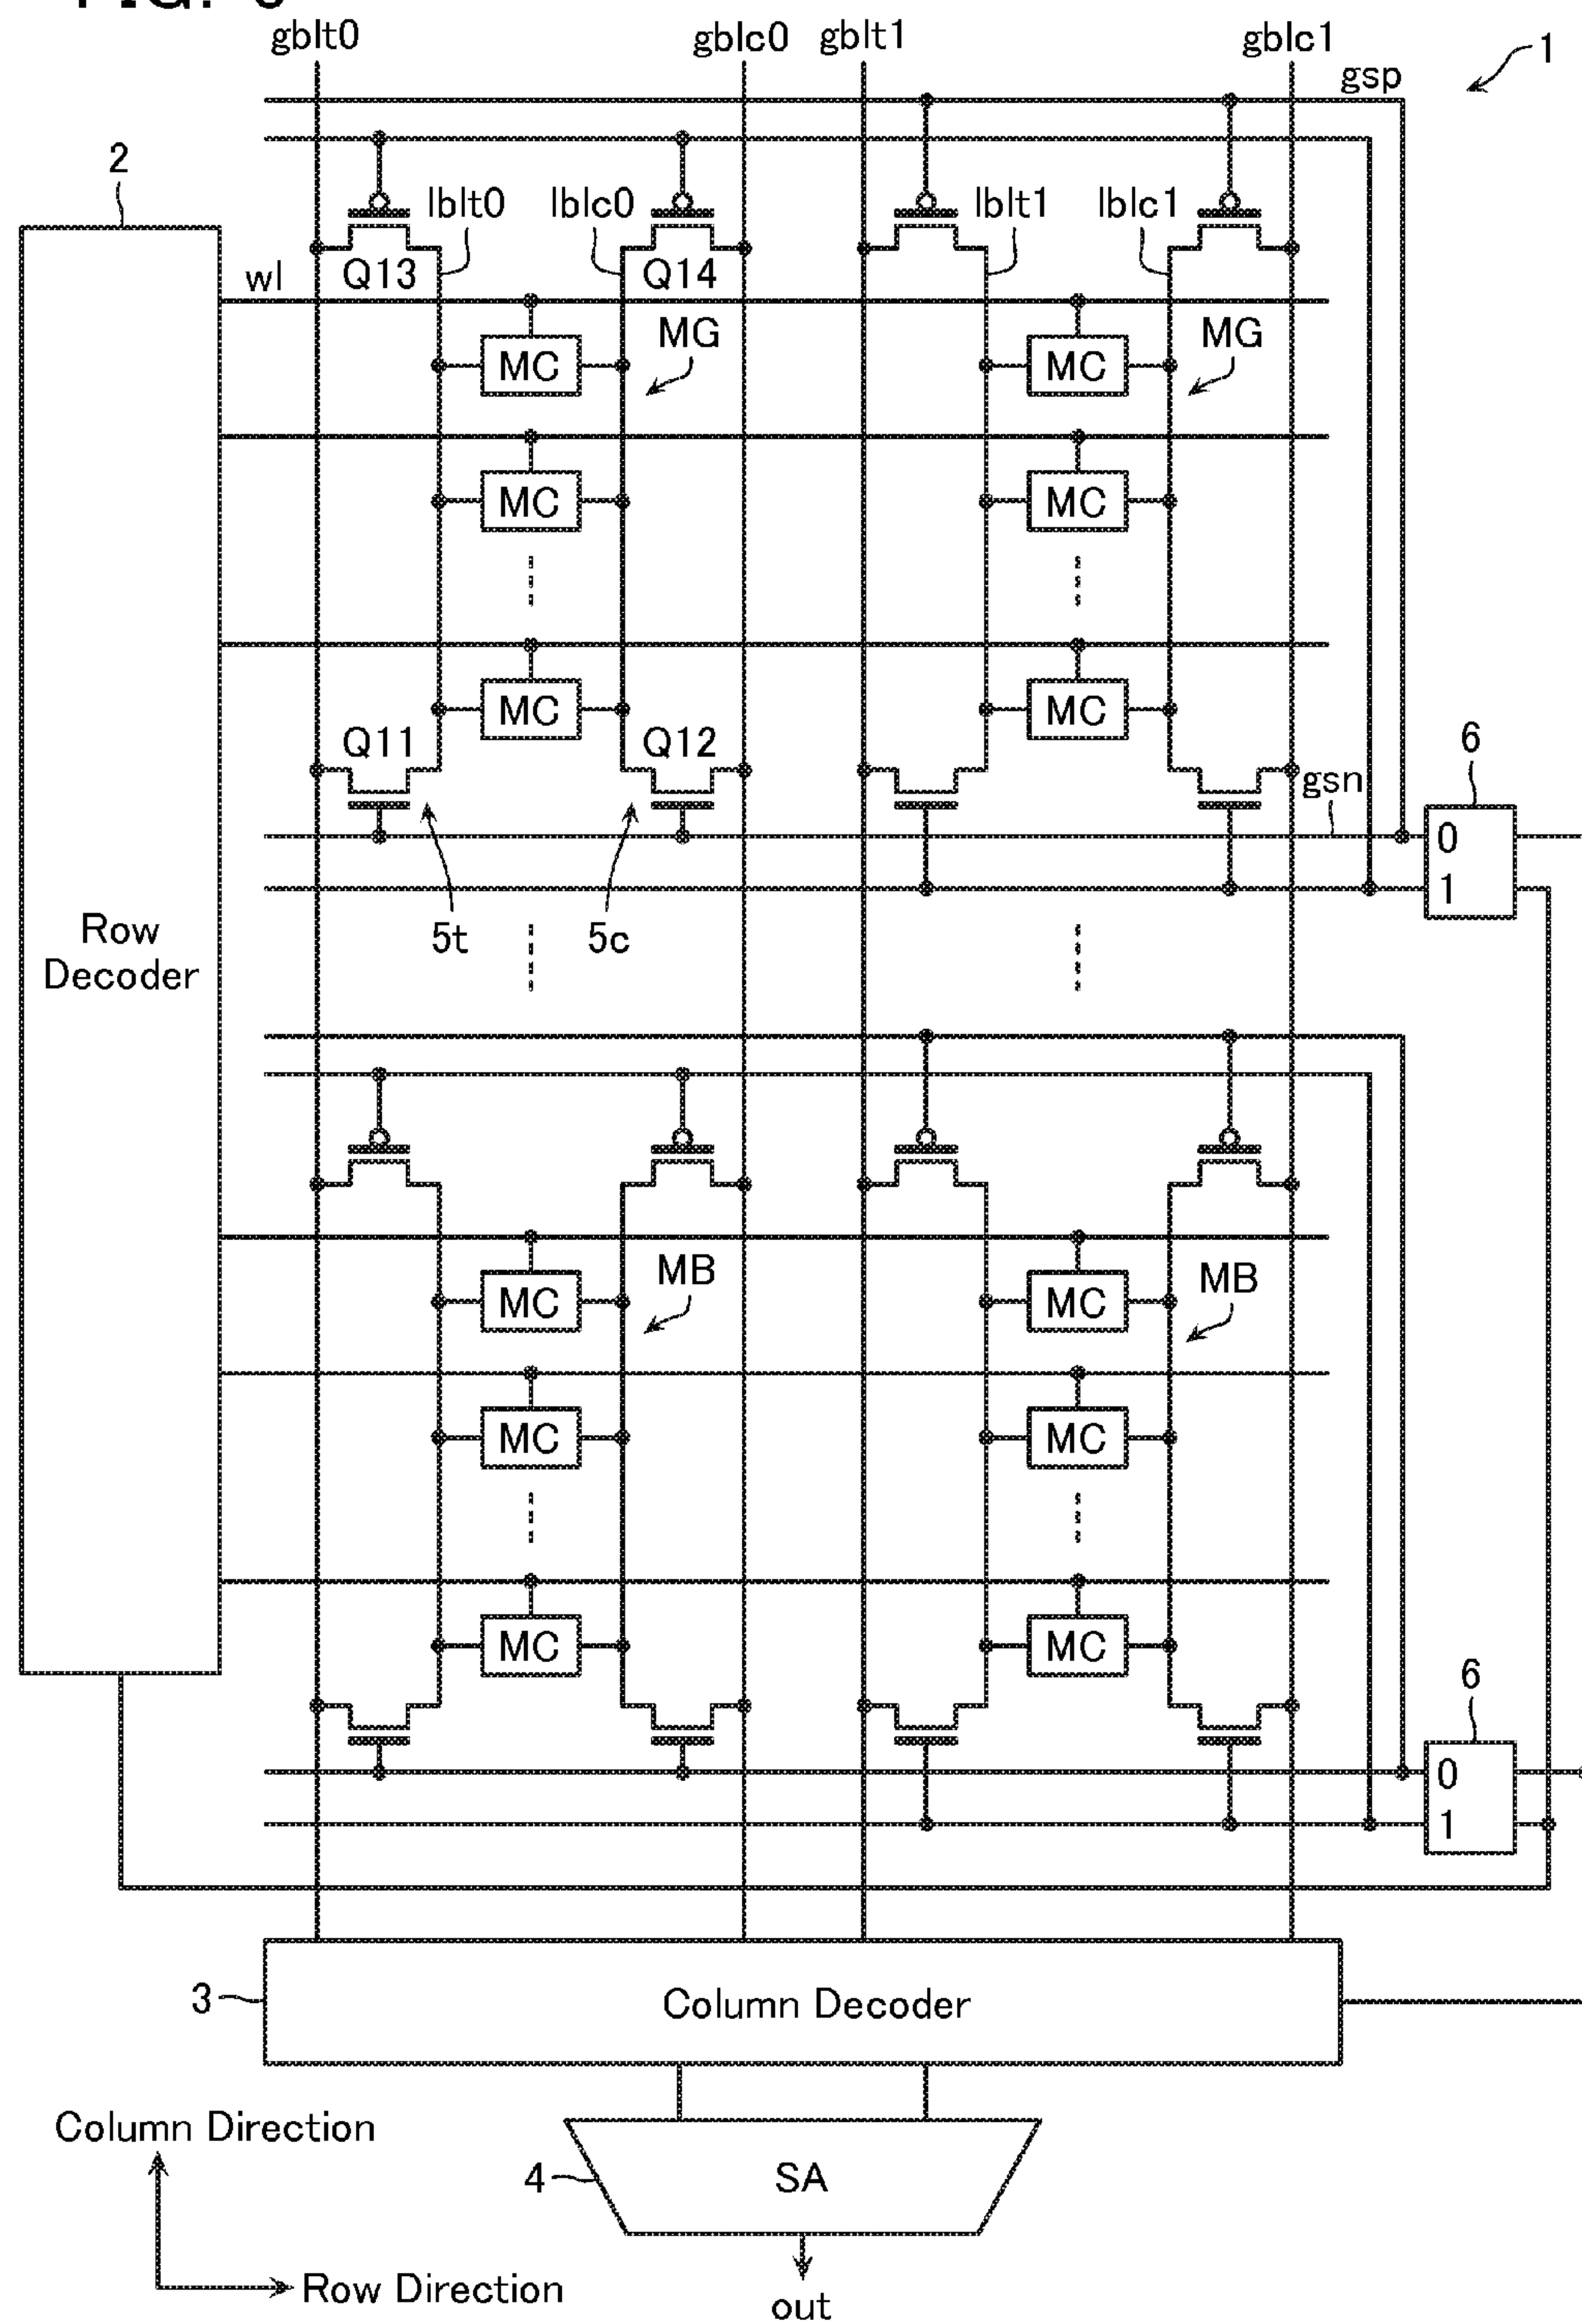 gblt0 gblc0 gblt1 gblc1
1
gsp
2
lblt0 lblc0 lblt1 lblc1
wl Q13 Q14
MG MG
MC MC
MC MC
MC MC
Q11 Q12
6
gsn
0
1
5t 5c
Row
Decoder
MB MB
MC MC
MC MC
MC MC
6
0
1
3
Column Decoder
Column Direction
4
SA
Row Direction
out